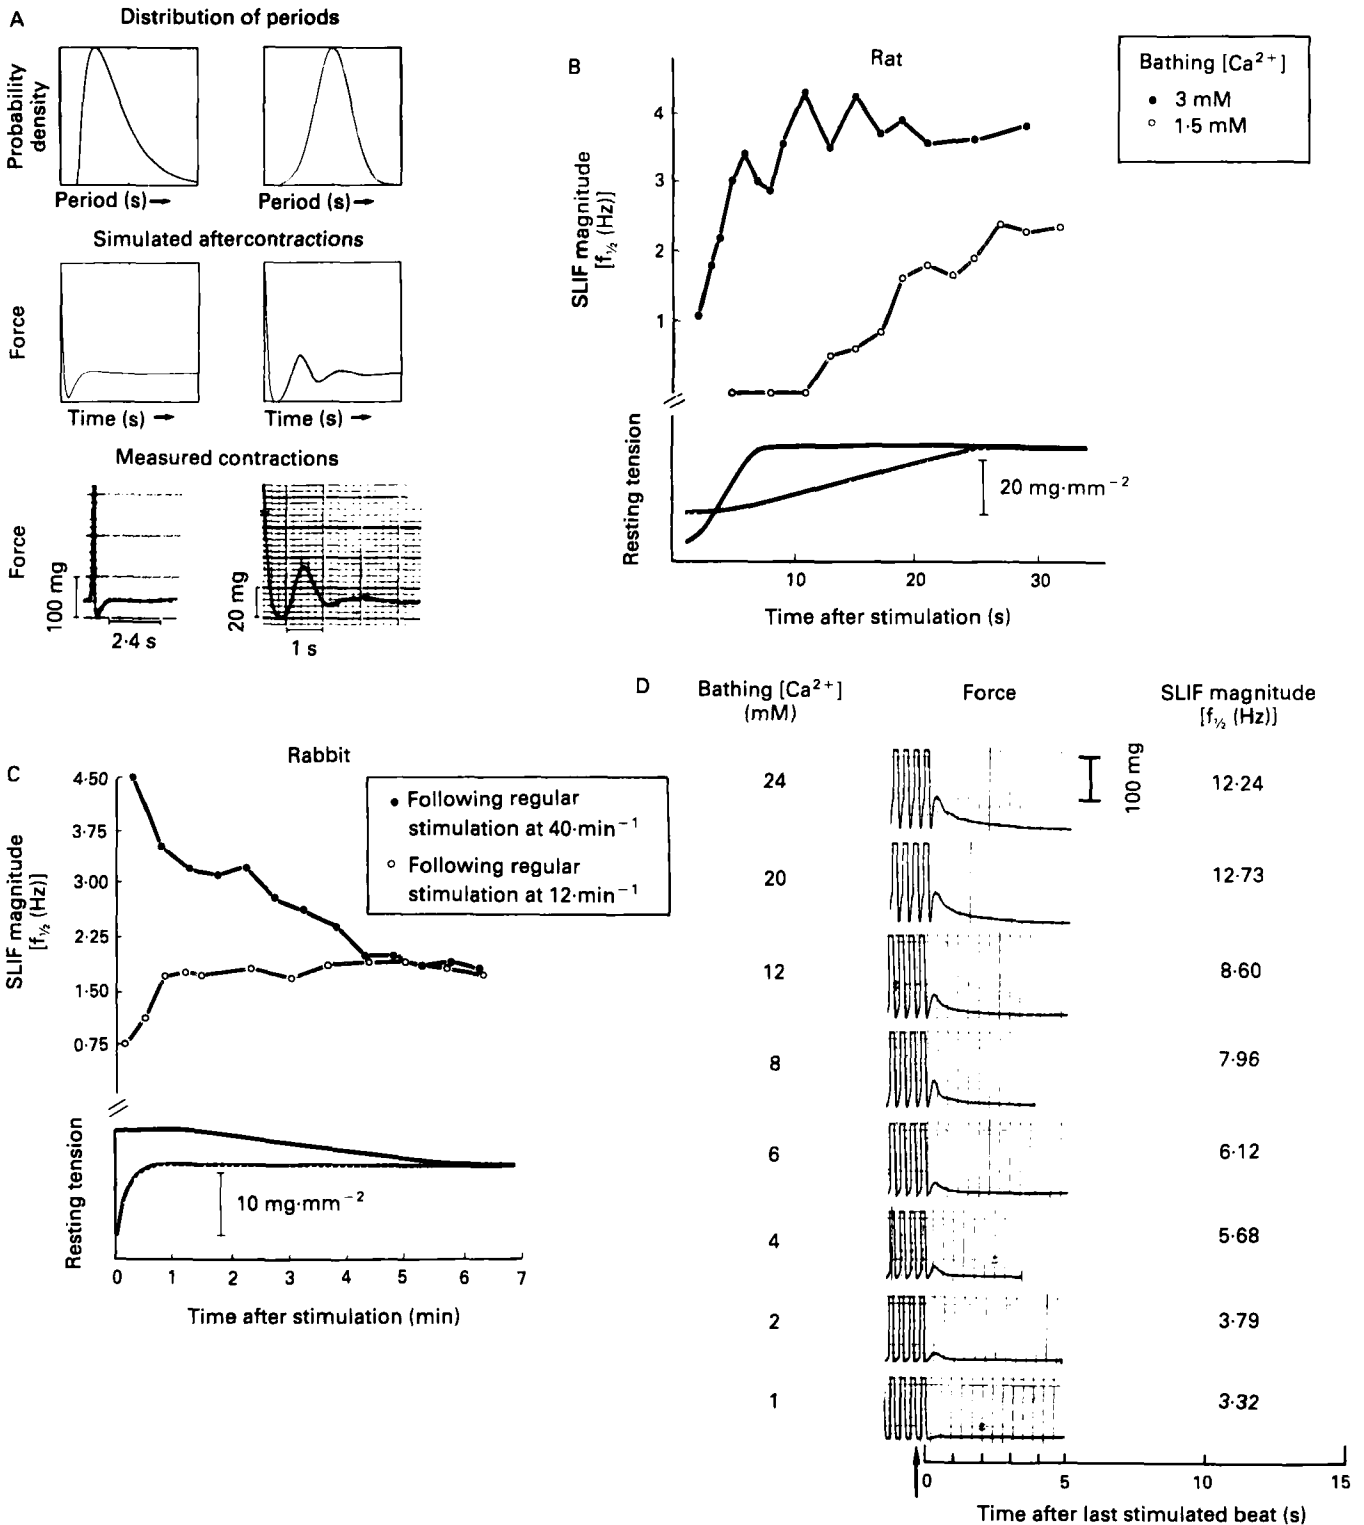 A
Distribution of periods
Probability
density
Period (s)→
Period (s)→
Simulated aftercontractions
Force
Time (s) →
Time (s) →
Measured contractions
Force
100 mg
2·4 s
20 mg
1 s
B
Rat
Bathing [Ca²⁺]
● 3 mM
○ 1·5 mM
SLIF magnitude
[f½ (Hz)]
4
3
2
1
Resting tension
20 mg·mm⁻²
10
20
30
Time after stimulation (s)
C
Rabbit
● Following regular
stimulation at 40·min⁻¹
○ Following regular
stimulation at 12·min⁻¹
SLIF magnitude
[f½ (Hz)]
4·50
3·75
3·00
2·25
1·50
0·75
Resting tension
10 mg·mm⁻²
0
1
2
3
4
5
6
7
Time after stimulation (min)
D
Bathing [Ca²⁺]
(mM)
Force
SLIF magnitude
[f½ (Hz)]
24
100 mg
12·24
20
12·73
12
8·60
8
7·96
6
6·12
4
5·68
2
3·79
1
3·32
0
5
10
15
Time after last stimulated beat (s)